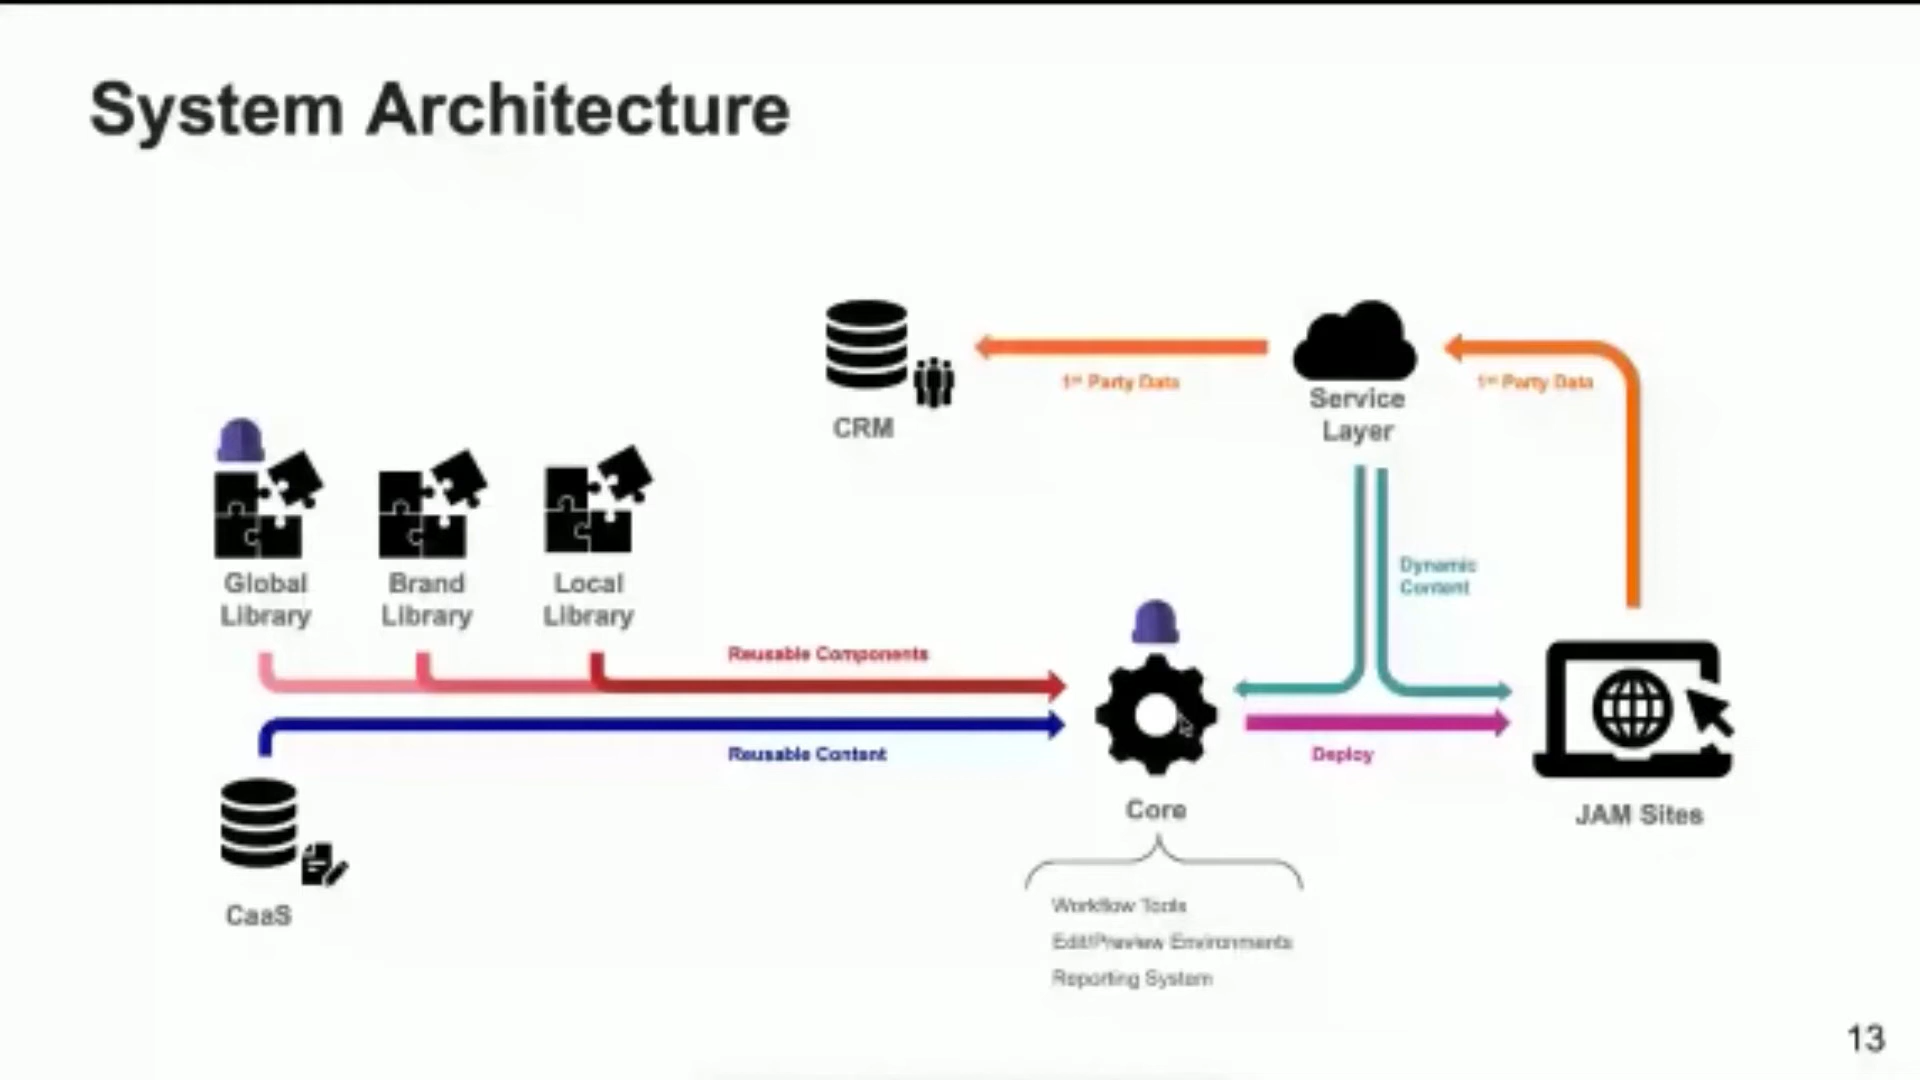 System Architecture
CRM
1st Party Data
Service
Layer
1st Party Data
Global
Library
Brand
Library
Local
Library
Dynamic
Content
Reusable Components
Reusable Content
Deploy
Core
JAM Sites
CaaS
Workflow Tools
Edit/Preview Environments
Reporting System
13